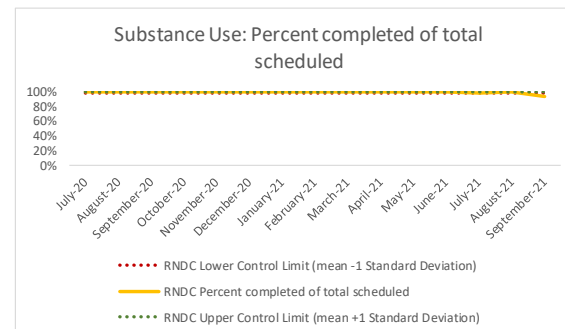 Substance Use: Percent completed of total
scheduled
100%
80%
60%
40%
20%
0%
July-20
August-20
September-20
October-20
November-20
December-20
January-21
February-21
March-21
April-21
May-21
June-21
July-21
August-21
September-21
RNDC Lower Control Limit (mean -1 Standard Deviation)
RNDC Percent completed of total scheduled
RNDC Upper Control Limit (mean +1 Standard Deviation)